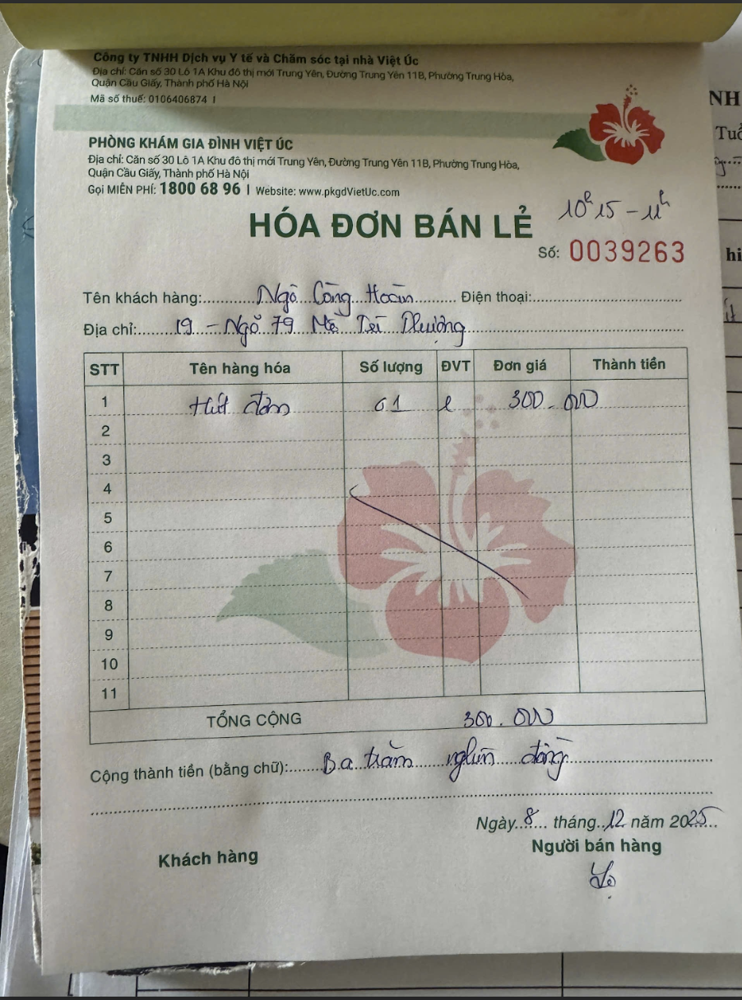 Công ty TNHH Dịch vụ Y tế và Chăm sóc tại nhà Việt Úc
Địa chỉ: Căn số 30 Lô 1A Khu đô thị mới Trung Yên, Đường Trung Yên 11B, Phường Trung Hòa,
Quận Cầu Giấy, Thành phố Hà Nội
Mã số thuế: 0106406874 I
PHÒNG KHÁM GIA ĐÌNH VIỆT ÚC
Địa chỉ: Căn số 30 Lô 1A Khu đô thị mới Trung Yên, Đường Trung Yên 11B, Phường Trung Hòa,
Quận Cầu Giấy, Thành phố Hà Nội
Gọi MIỄN PHÍ: 1800 68 96 I Website: www.pkgdVietUc.com
10h15 - 11h
HÓA ĐƠN BÁN LẺ
Số: 0039263
Tên khách hàng: Ngô Công Hoàn Điện thoại:
Địa chỉ: 19 - Ngõ 79 Mễ Trì Thượng
STT Tên hàng hóa Số lượng ĐVT Đơn giá Thành tiền
1 Hút đờm 01 l 300.000
2
3
4
5
6
7
8
9
10
11
TỔNG CỘNG 300.000
Cộng thành tiền (bằng chữ): Ba trăm nghìn đồng
Ngày 8 tháng 12 năm 2025
Khách hàng Người bán hàng
NH
Tuổ
hi